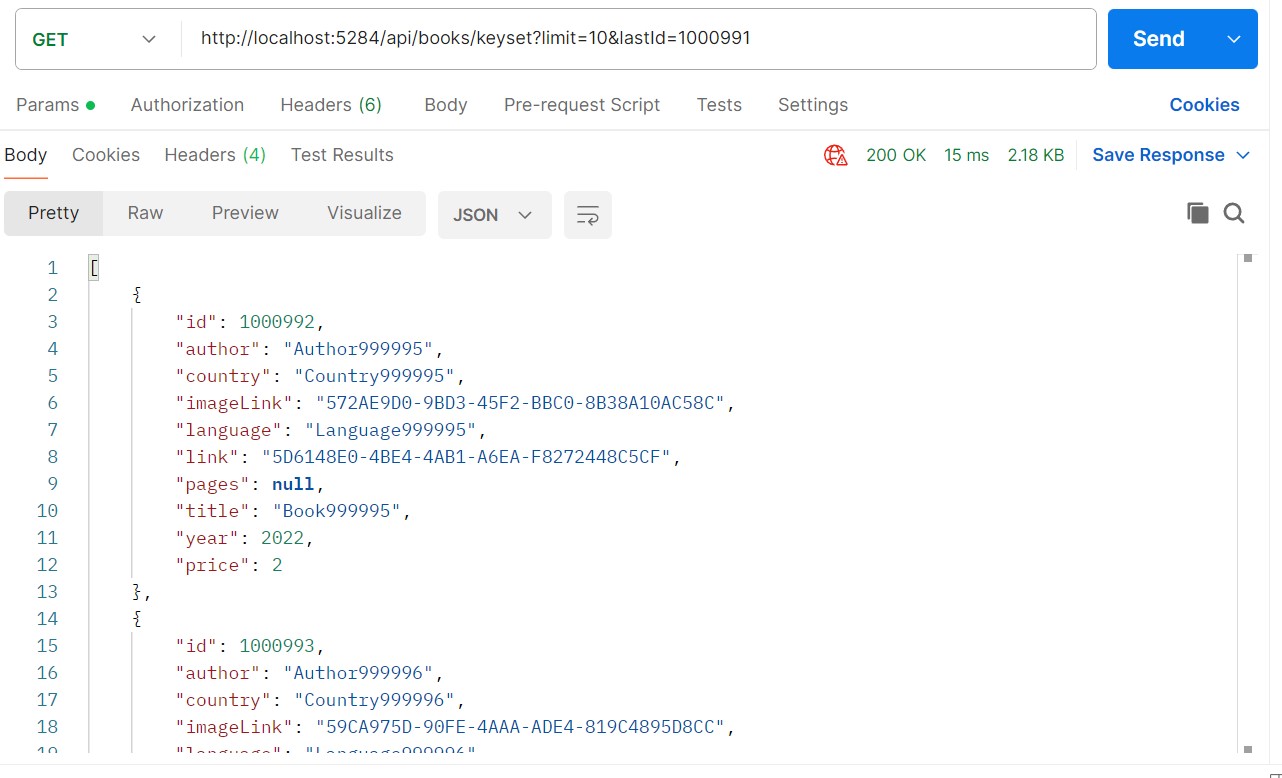 GET http://localhost:5284/api/books/keyset?limit=10&lastId=1000991 Send
Params Authorization Headers (6) Body Pre-request Script Tests Settings Cookies
Body Cookies Headers (4) Test Results 200 OK 15 ms 2.18 KB Save Response
Pretty Raw Preview Visualize JSON
1 [
2 {
3 "id": 1000992,
4 "author": "Author999995",
5 "country": "Country999995",
6 "imageLink": "572AE9D0-9BD3-45F2-BBC0-8B38A10AC58C",
7 "language": "Language999995",
8 "link": "5D6148E0-4BE4-4AB1-A6EA-F8272448C5CF",
9 "pages": null,
10 "title": "Book999995",
11 "year": 2022,
12 "price": 2
13 },
14 {
15 "id": 1000993,
16 "author": "Author999996",
17 "country": "Country999996",
18 "imageLink": "59CA975D-90FE-4AAA-ADE4-819C4895D8CC",
19 "language": "Language999996"